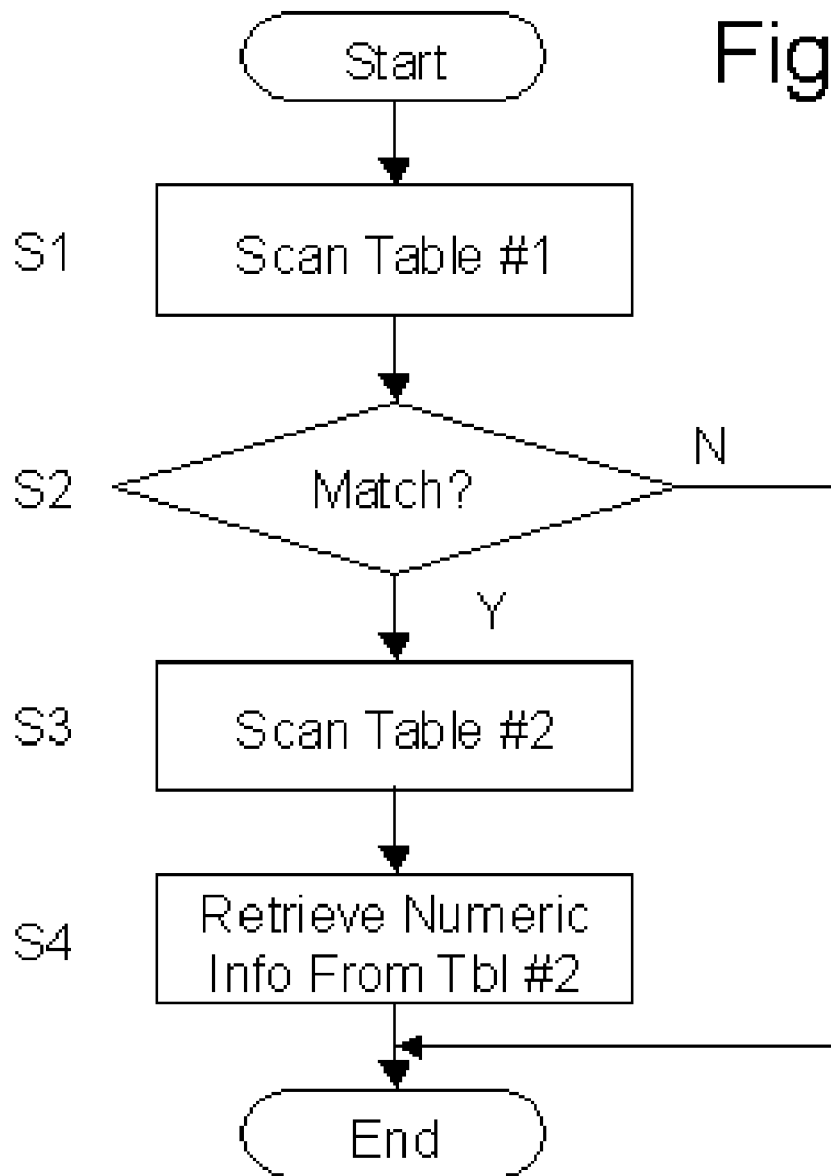 Start
Fig
S1
Scan Table #1
S2
Match?
N
Y
S3
Scan Table #2
S4
Retrieve Numeric
Info From Tbl #2
End